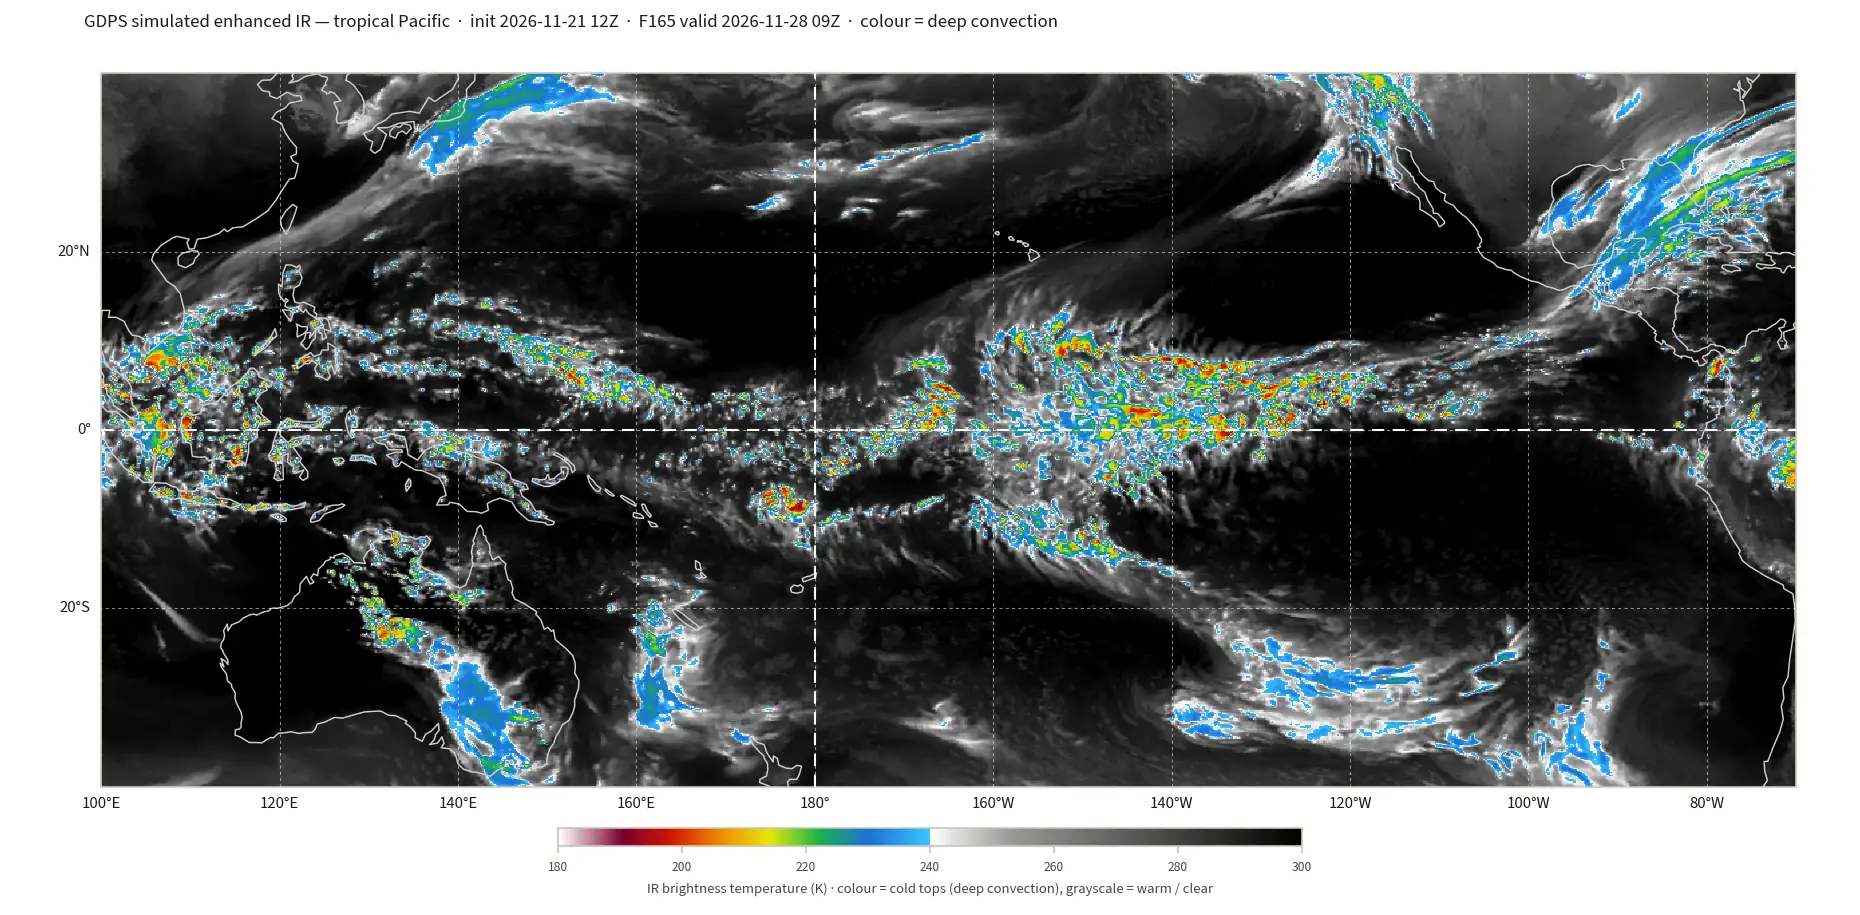 GDPS simulated enhanced IR — tropical Pacific · init 2026-11-21 12Z · F165 valid 2026-11-28 09Z · colour = deep convection
20°N
0°
20°S
100°E 120°E 140°E 160°E 180° 160°W 140°W 120°W 100°W 80°W
180 200 220 240 260 280 300
IR brightness temperature (K) · colour = cold tops (deep convection), grayscale = warm / clear